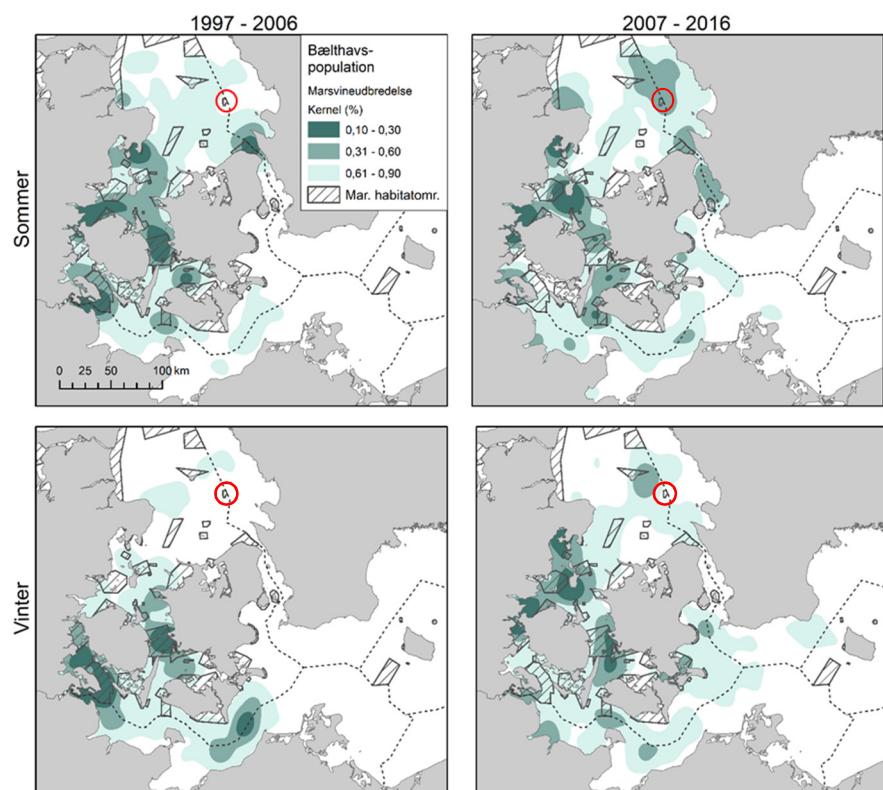 1997 - 2006
2007 - 2016
Sommer
Bælthavs-
population
Marsvineudbredelse
Kernel (%)
0,10 - 0,30
0,31 - 0,60
0,61 - 0,90
Mar. habitatomr.
0 25 50 100 km
Vinter